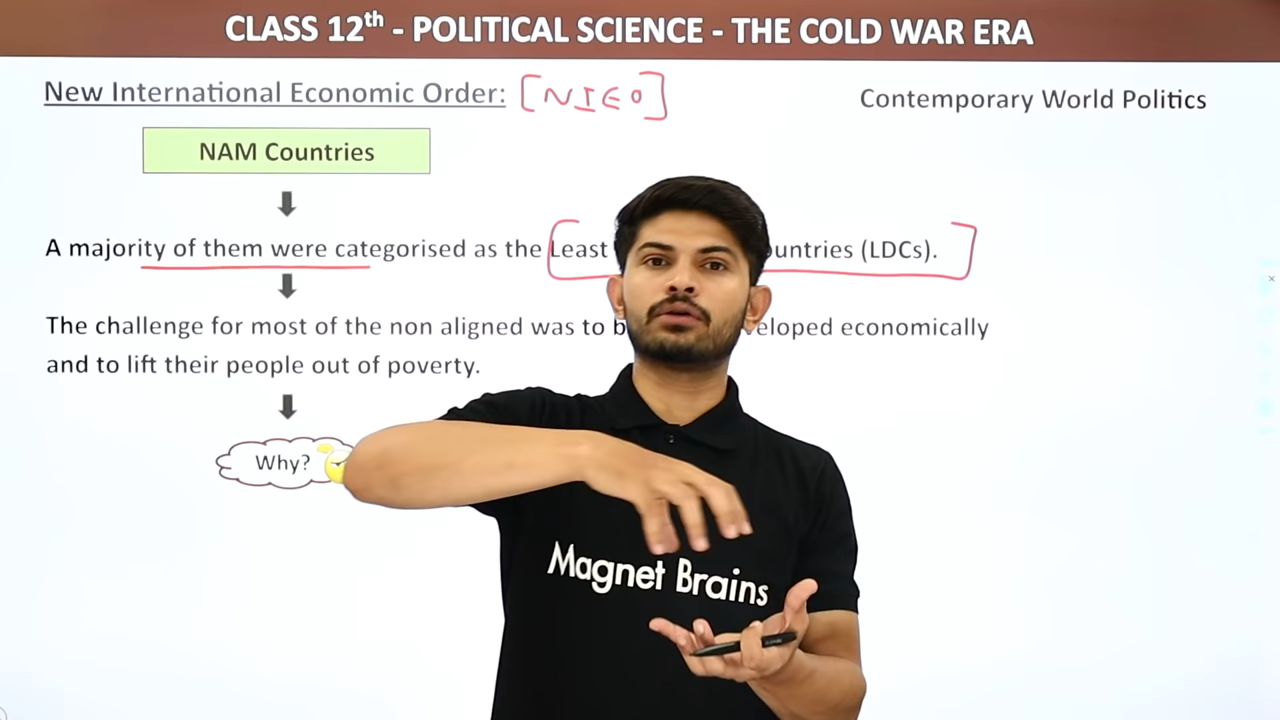 CLASS 12th - POLITICAL SCIENCE - THE COLD WAR ERA
New International Economic Order: [NIEO]
Contemporary World Politics
NAM Countries
A majority of them were categorised as the Least ountries (LDCs).
The challenge for most of the non aligned was to b veloped economically
and to lift their people out of poverty.
Why?
Magnet Brains